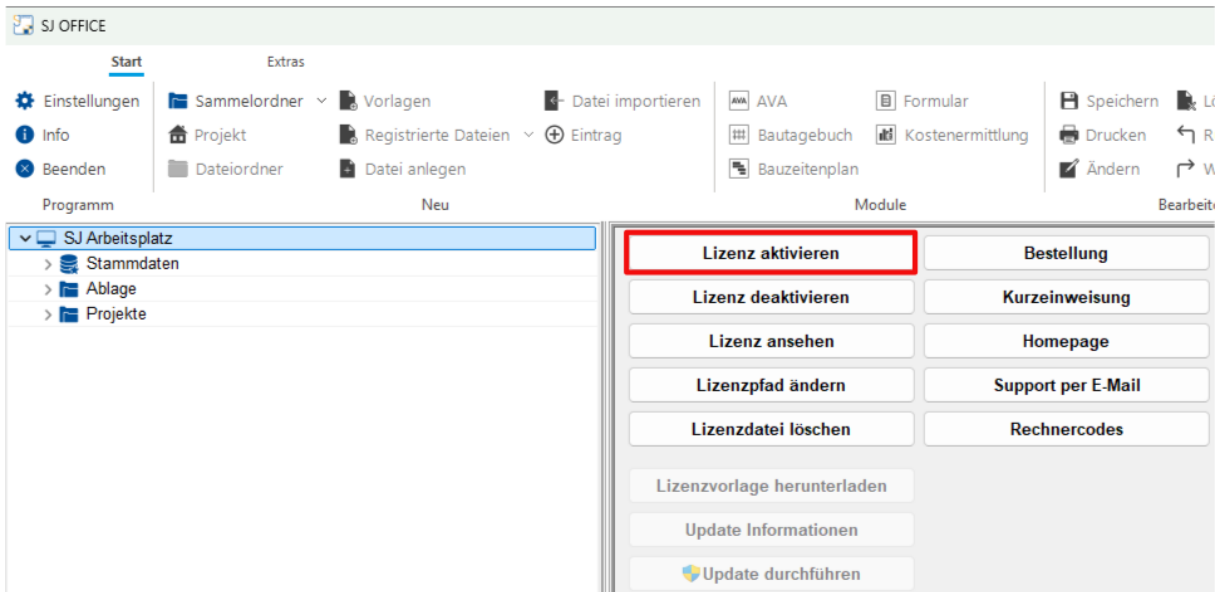 SJ OFFICE
Start Extras
Einstellungen Sammelordner Vorlagen Datei importieren AVA Formular Speichern
Info Projekt Registrierte Dateien Eintrag Bautagebuch Kostenermittlung Drucken
Beenden Dateiordner Datei anlegen Bauzeitenplan Ändern
Programm Neu Module Bearbeite
SJ Arbeitsplatz
Stammdaten
Ablage
Projekte
Lizenz aktivieren Bestellung
Lizenz deaktivieren Kurzeinweisung
Lizenz ansehen Homepage
Lizenzpfad ändern Support per E-Mail
Lizenzdatei löschen Rechnercodes
Lizenzvorlage herunterladen
Update Informationen
Update durchführen